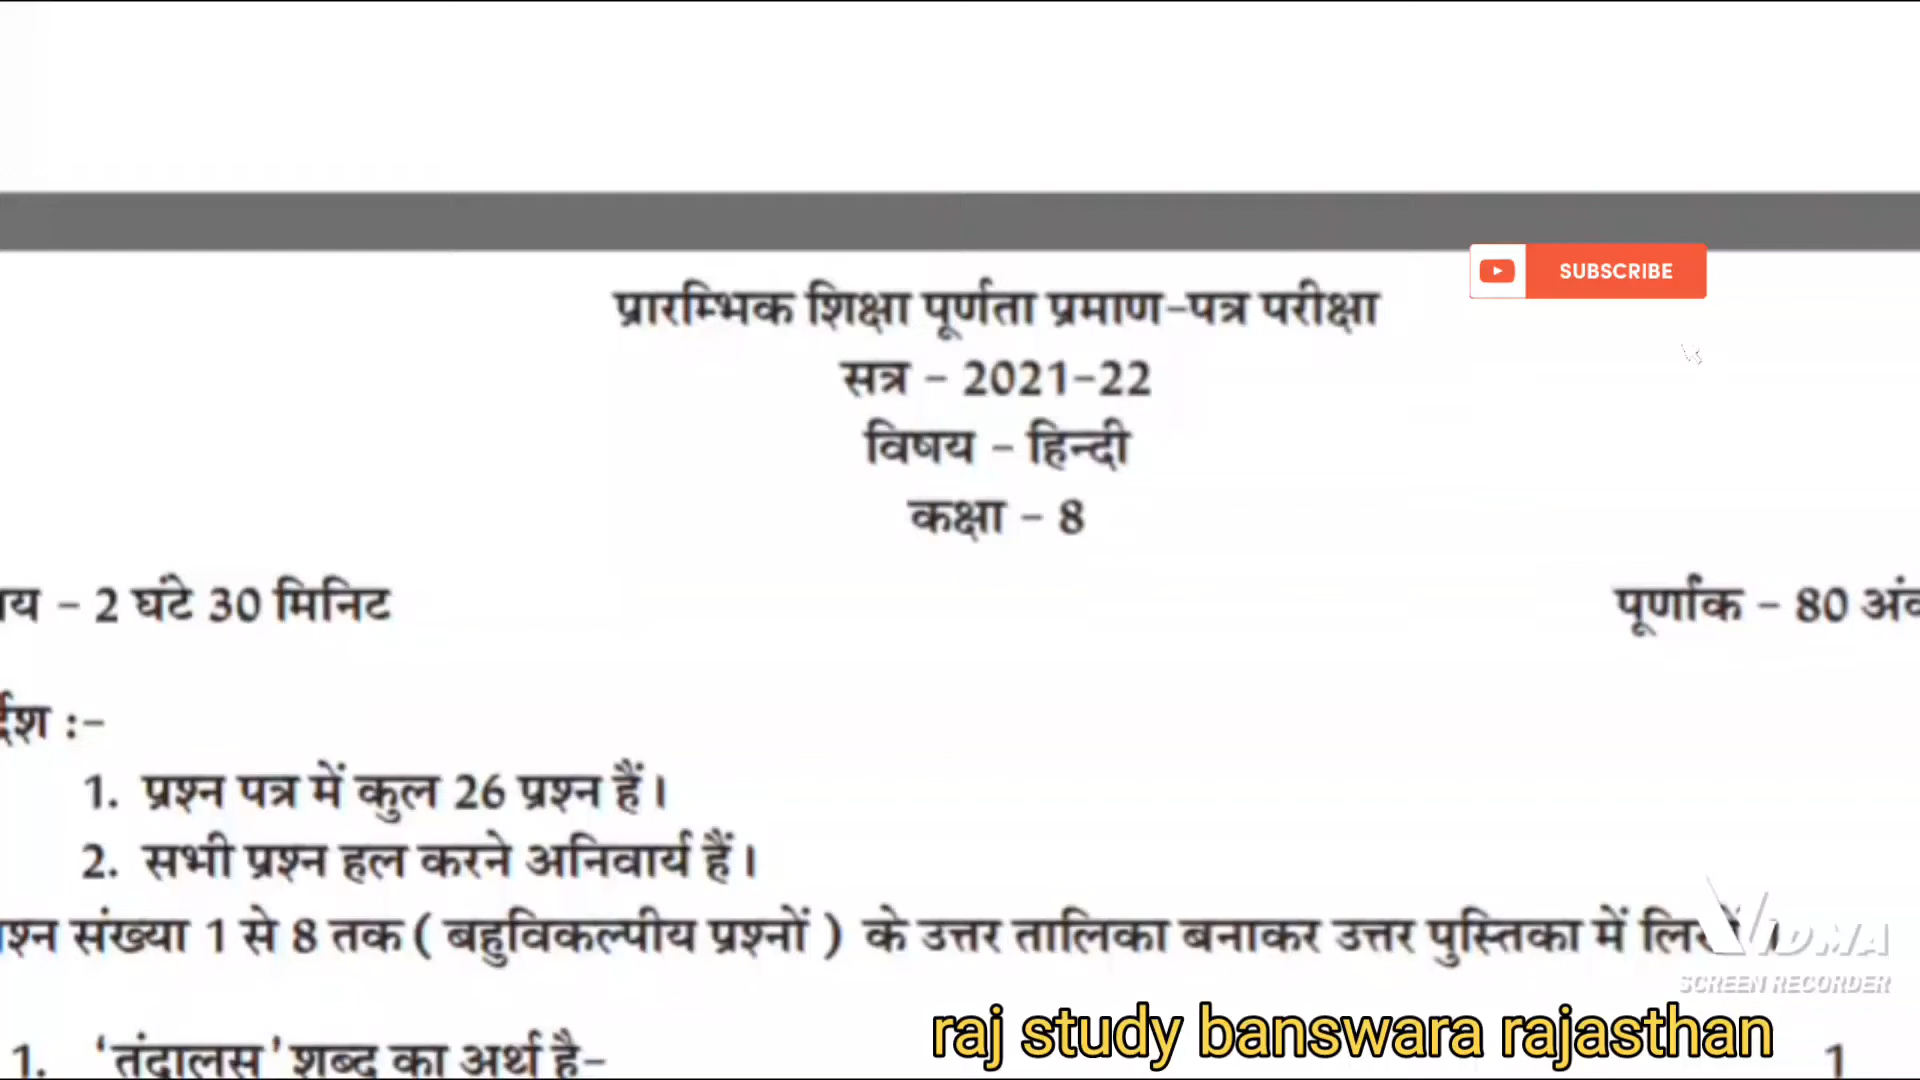 SUBSCRIBE
प्रारम्भिक शिक्षा पूर्णता प्रमाण-पत्र परीक्षा
सत्र - 2021-22
विषय - हिन्दी
कक्षा - 8
य - 2 घंटे 30 मिनिट
पूर्णांक - 80 अंक
र्देश :-
1. प्रश्न पत्र में कुल 26 प्रश्न हैं।
2. सभी प्रश्न हल करने अनिवार्य हैं।
श्न संख्या 1 से 8 तक ( बहुविकल्पीय प्रश्नों ) के उत्तर तालिका बनाकर उत्तर पुस्तिका में
VIDMA
SCREEN RECORDER
raj study banswara rajasthan
1. 'तंद्रालस' शब्द का अर्थ है- 1